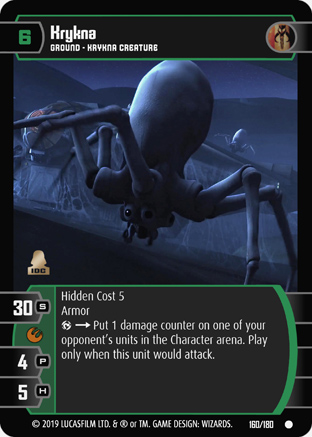 6
Krykna
GROUND - KRYKNA CREATURE
IDC
30 S
4 P
5 H
Hidden Cost 5
Armor
→ Put 1 damage counter on one of your
opponent's units in the Character arena. Play
only when this unit would attack.
© 2019 LUCASFILM LTD. & ® or TM. GAME DESIGN: WIZARDS. 160/180